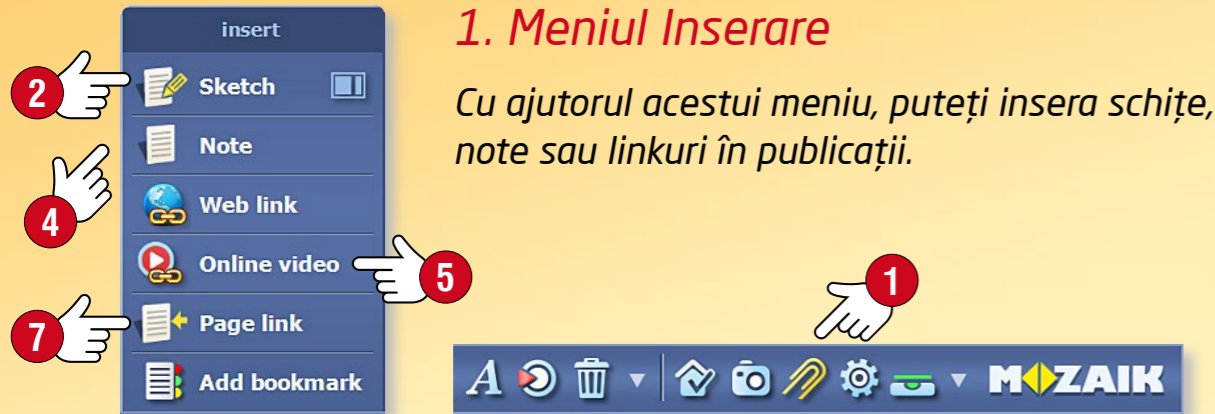 insert
2
Sketch
Note
4
Web link
Online video
5
7
Page link
Add bookmark
1. Meniul Inserare
Cu ajutorul acestui meniu, puteți insera schițe,
note sau linkuri în publicații.
1
A
MOZAIK